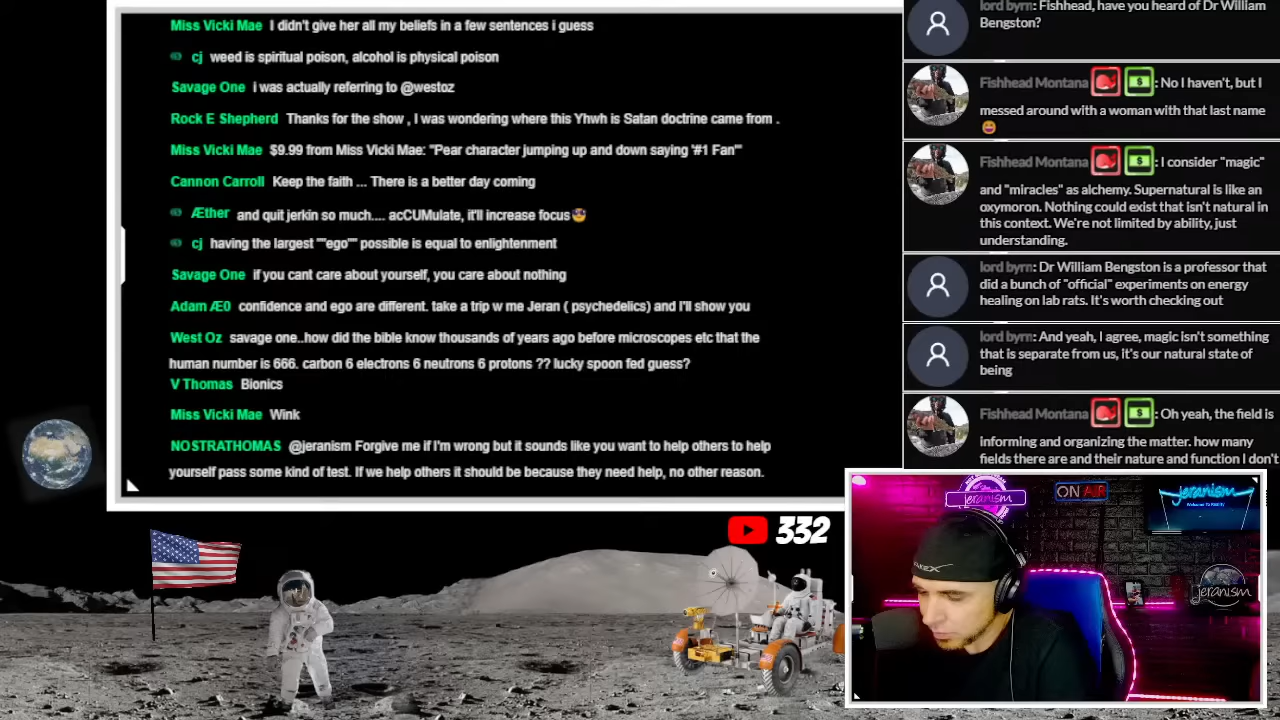 Miss Vicki Mae I didn't give her all my beliefs in a few sentences i guess
cj weed is spiritual poison, alcohol is physical poison
Savage One I was actually referring to @westoz
Rock E Shepherd Thanks for the show , I was wondering where this Yhwh is Satan doctrine came from .
Miss Vicki Mae $9.99 from Miss Vicki Mae: "Pear character jumping up and down saying '#1 Fan'"
Cannon Carroll Keep the faith ... There is a better day coming
Æther and quit jerkin so much.... acCUMulate, it'll increase focus😎
cj having the largest ""ego"" possible is equal to enlightenment
Savage One if you cant care about yourself, you care about nothing
Adam Æ0 confidence and ego are different. take a trip w me Jeran ( psychedelics) and I'll show you
West Oz savage one..how did the bible know thousands of years ago before microscopes etc that the
human number is 666. carbon 6 electrons 6 neutrons 6 protons ?? lucky spoon fed guess?
V Thomas Bionics
Miss Vicki Mae Wink
NOSTRATHOMAS @jeranism Forgive me if I'm wrong but it sounds like you want to help others to help
yourself pass some kind of test. If we help others it should be because they need help, no other reason.
lord byrn: Fishhead, have you heard of Dr William
Bengston?
Fishhead Montana : No I haven't, but I
messed around with a woman with that last name
😄
Fishhead Montana : I consider "magic"
and "miracles" as alchemy. Supernatural is like an
oxymoron. Nothing could exist that isn't natural in
this context. We're not limited by ability, just
understanding.
lord byrn: Dr William Bengston is a professor that
did a bunch of "official" experiments on energy
healing on lab rats. It's worth checking out
lord byrn: And yeah, I agree, magic isn't something
that is separate from us, it's our natural state of
being
Fishhead Montana : Oh yeah, the field is
informing and organizing the matter. how many
fields there are and their nature and function I don't
332
jeranism
ON AIR
jeranism
jeranism